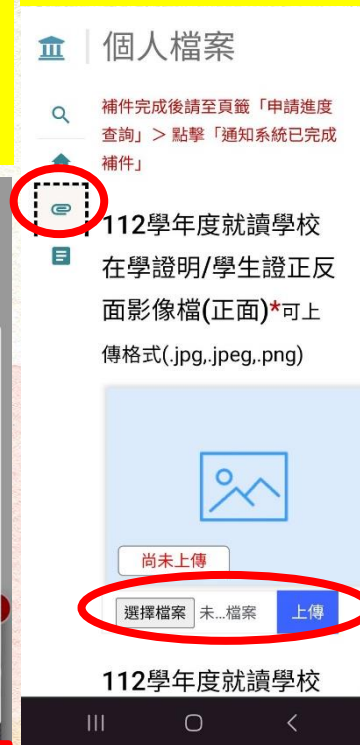 個人檔案
補件完成後請至頁籤「申請進度
查詢」＞點擊「通知系統已完成
補件」
112學年度就讀學校
在學證明/學生證正反
面影像檔(正面)*可上
傳格式(.jpg,.jpeg,.png)
尚未上傳
選擇檔案 未...檔案 上傳
112學年度就讀學校